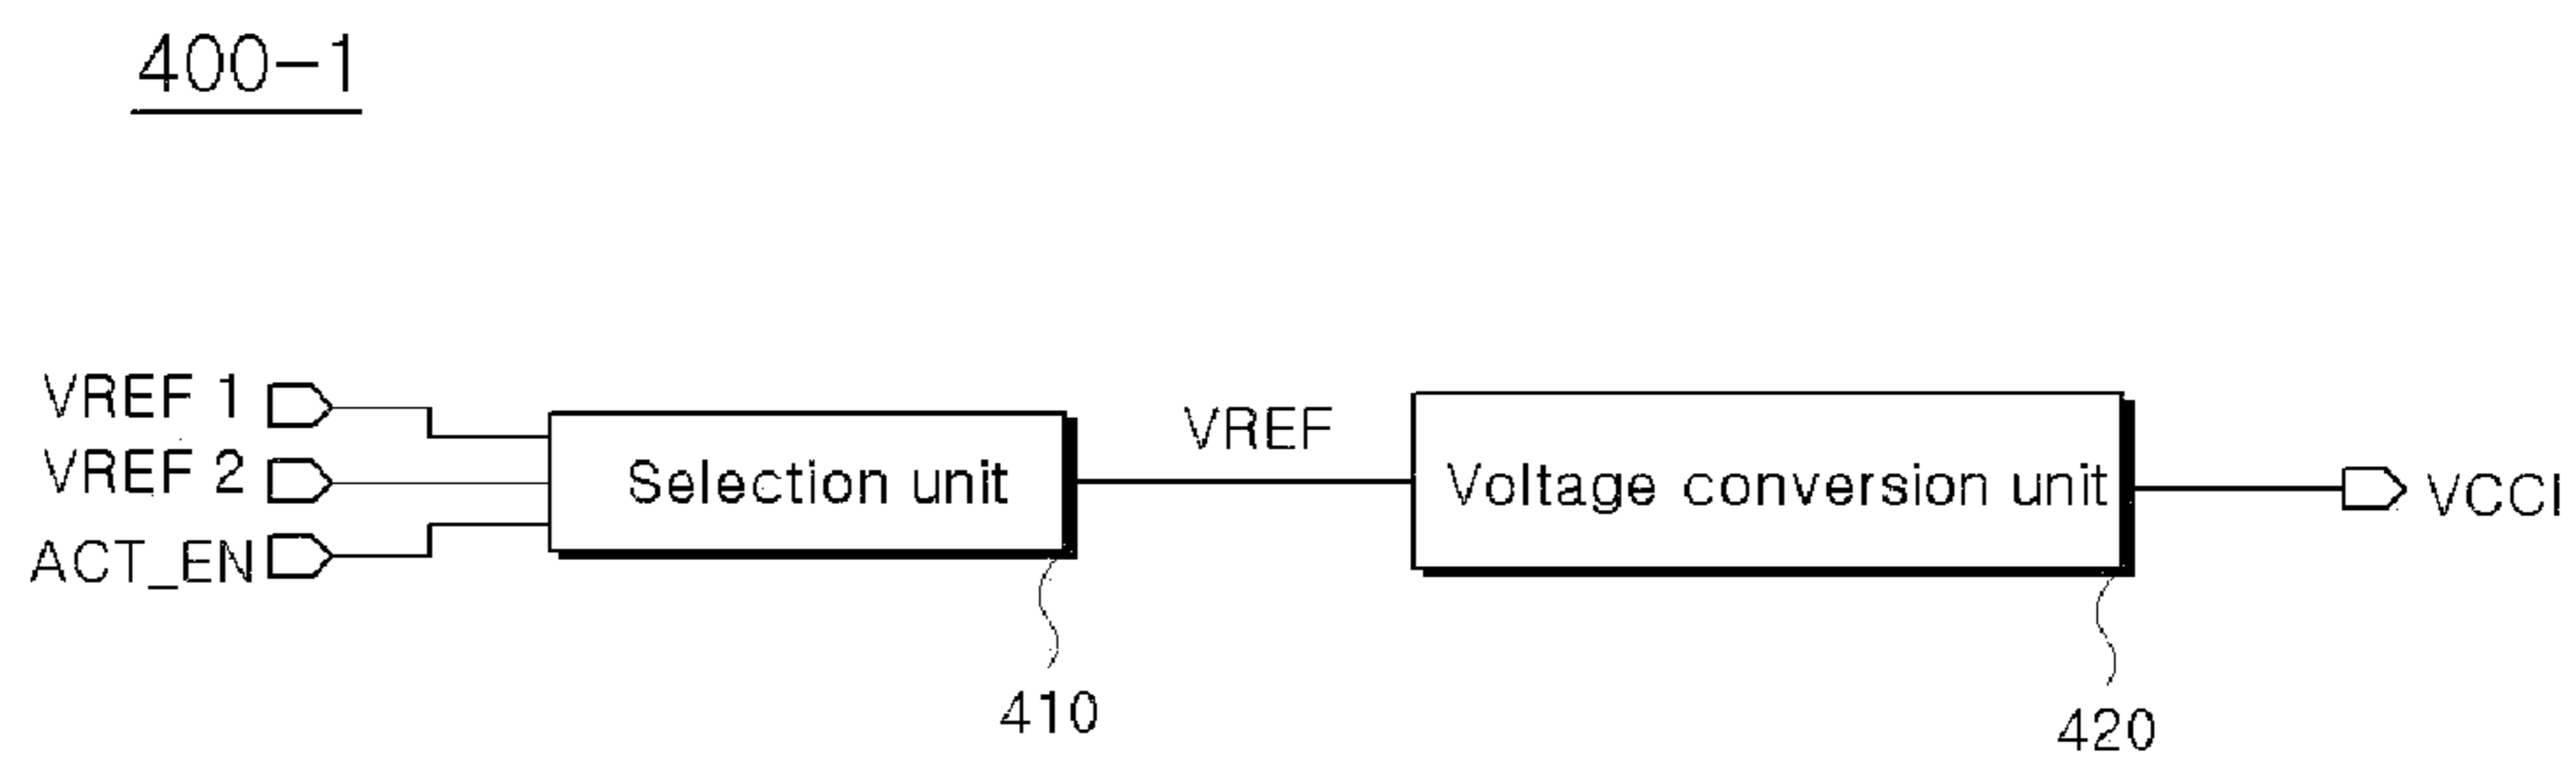 400-1
VREF 1
VREF 2
ACT_EN
Selection unit
410
VREF
Voltage conversion unit
420
VCCI